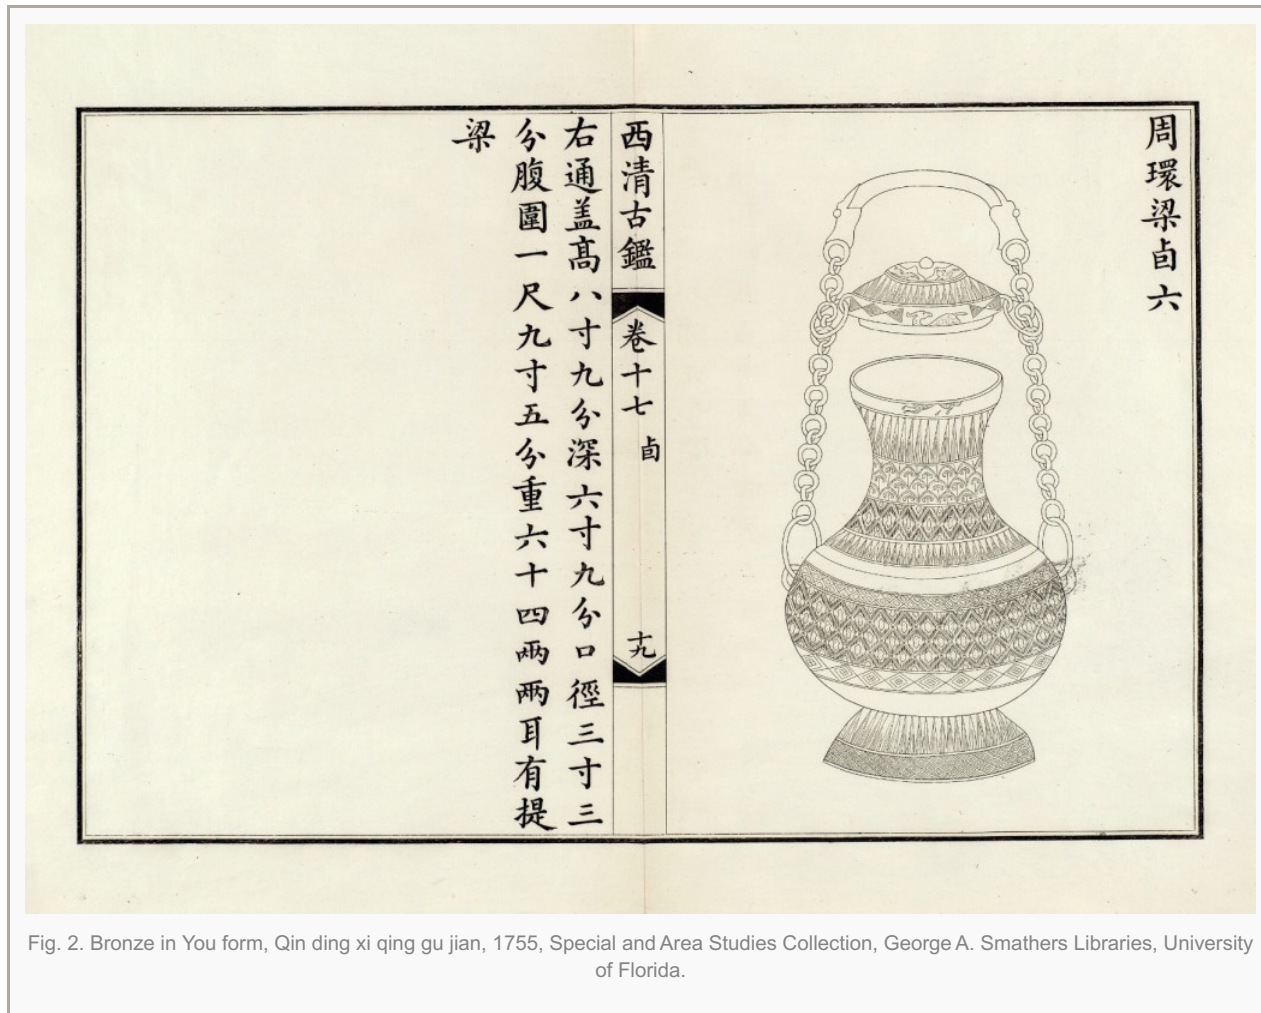 周環梁卣六
西清古鑑
卷十七
卣
十九
右通盖髙八寸九分深六寸九分口徑三寸三
分腹圍一尺九寸五分重六十四兩兩耳有提
梁
Fig. 2. Bronze in You form, Qin ding xi qing gu jian, 1755, Special and Area Studies Collection, George A. Smathers Libraries, University
of Florida.